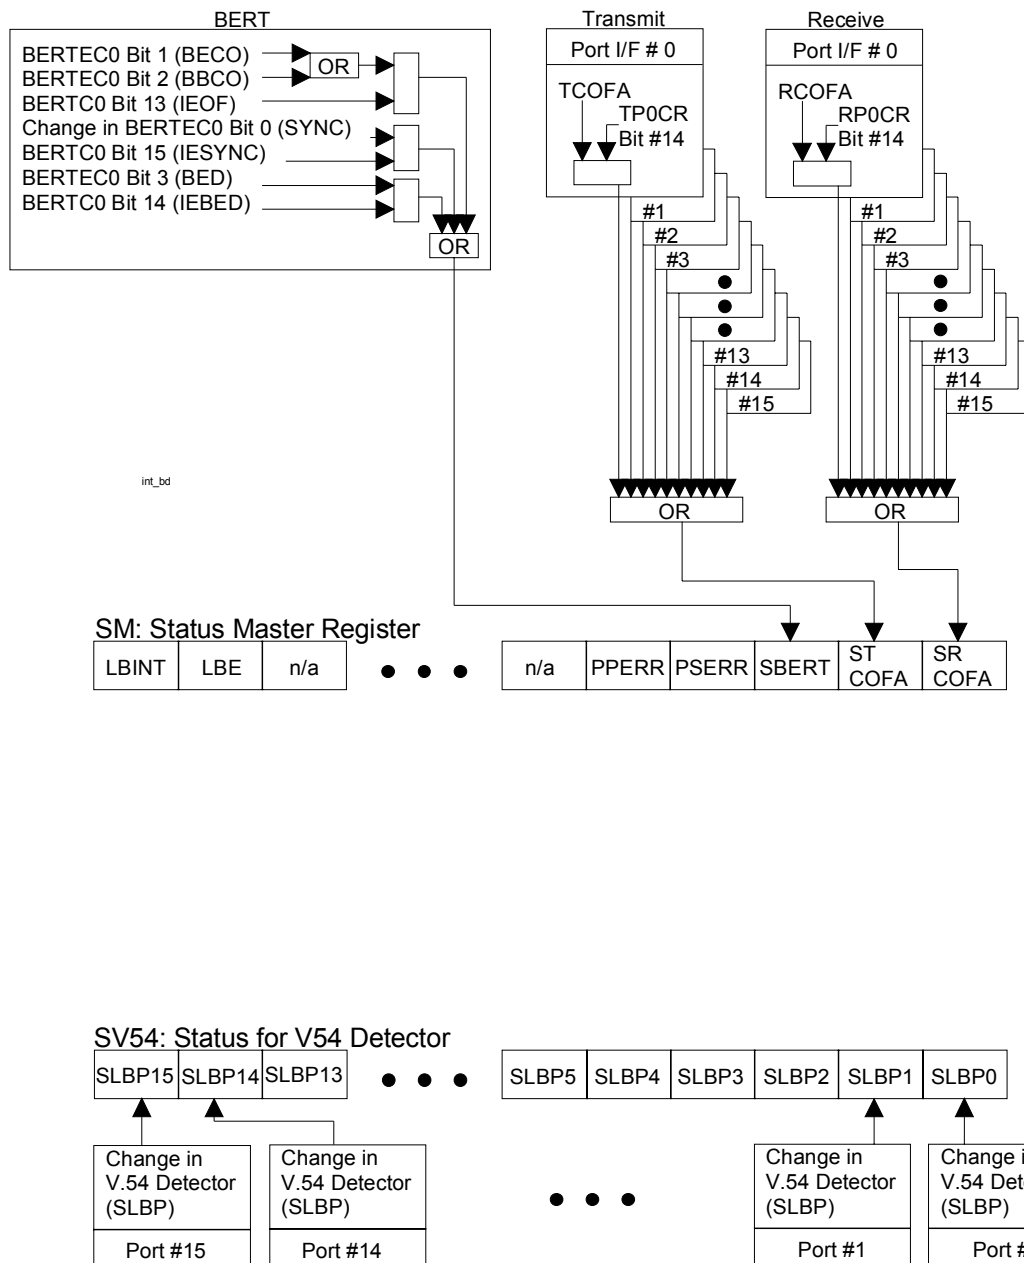 BERT
BERTEC0 Bit 1 (BECO)
BERTEC0 Bit 2 (BBCO)
OR
BERTC0 Bit 13 (IEOF)
Change in BERTEC0 Bit 0 (SYNC)
BERTC0 Bit 15 (IESYNC)
BERTEC0 Bit 3 (BED)
BERTC0 Bit 14 (IEBED)
OR
Transmit
Port I/F # 0
TCOFA
TP0CR
Bit #14
#1
#2
#3
#13
#14
#15
OR
Receive
Port I/F # 0
RCOFA
RP0CR
Bit #14
#1
#2
#3
#13
#14
#15
OR
int_bd
SM: Status Master Register
LBINT LBE n/a n/a PPERR PSERR SBERT ST COFA SR COFA
SV54: Status for V54 Detector
SLBP15 SLBP14 SLBP13 SLBP5 SLBP4 SLBP3 SLBP2 SLBP1 SLBP0
Change in
V.54 Detector
(SLBP)
Port #15
Change in
V.54 Detector
(SLBP)
Port #14
Change in
V.54 Detector
(SLBP)
Port #1
Change
V.54
(SLBP)
Port